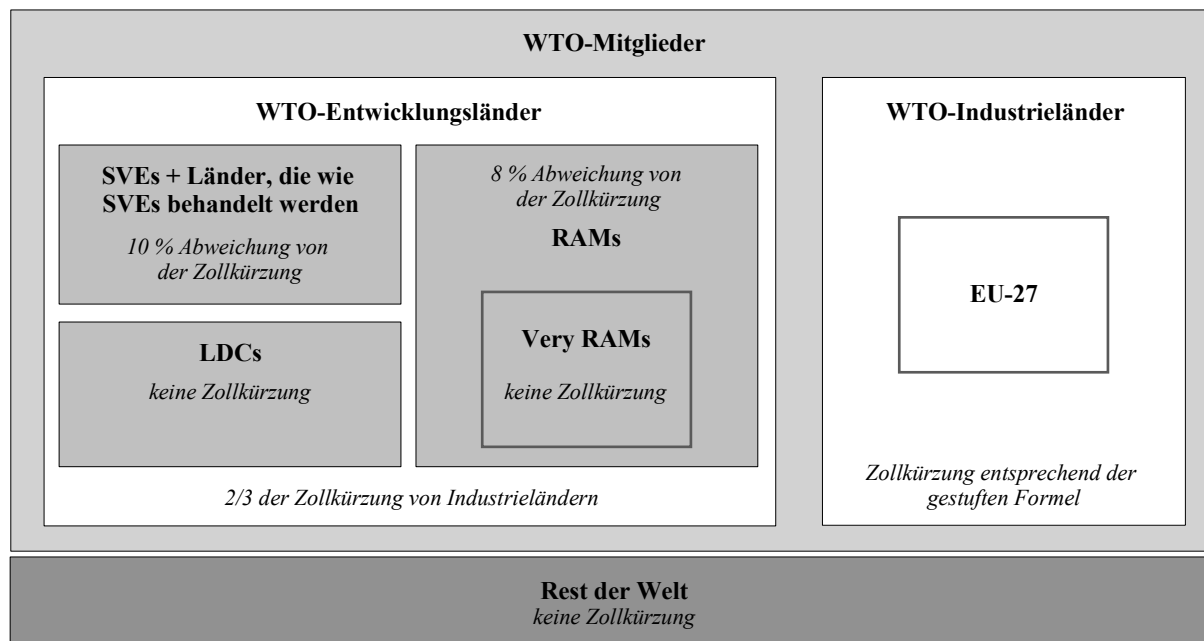 WTO-Mitglieder
WTO-Entwicklungsländer
SVEs + Länder, die wie
SVEs behandelt werden
10 % Abweichung von
der Zollkürzung
LDCs
keine Zollkürzung
8 % Abweichung von
der Zollkürzung
RAMs
Very RAMs
keine Zollkürzung
2/3 der Zollkürzung von Industrieländern
WTO-Industrieländer
EU-27
Zollkürzung entsprechend der
gestuften Formel
Rest der Welt
keine Zollkürzung